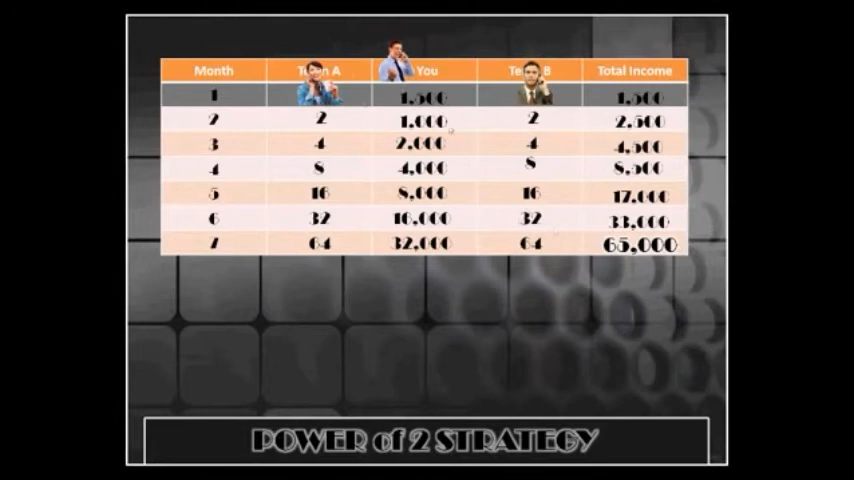 Month You Total Income
1 1,500 1,500
2 2 1,000 2 2,500
3 4 2,000 4 4,500
4 8 4,000 8 8,500
5 16 8,000 16 17,000
6 32 16,000 32 33,000
7 64 32,000 64 65,000
POWER of 2 STRATEGY